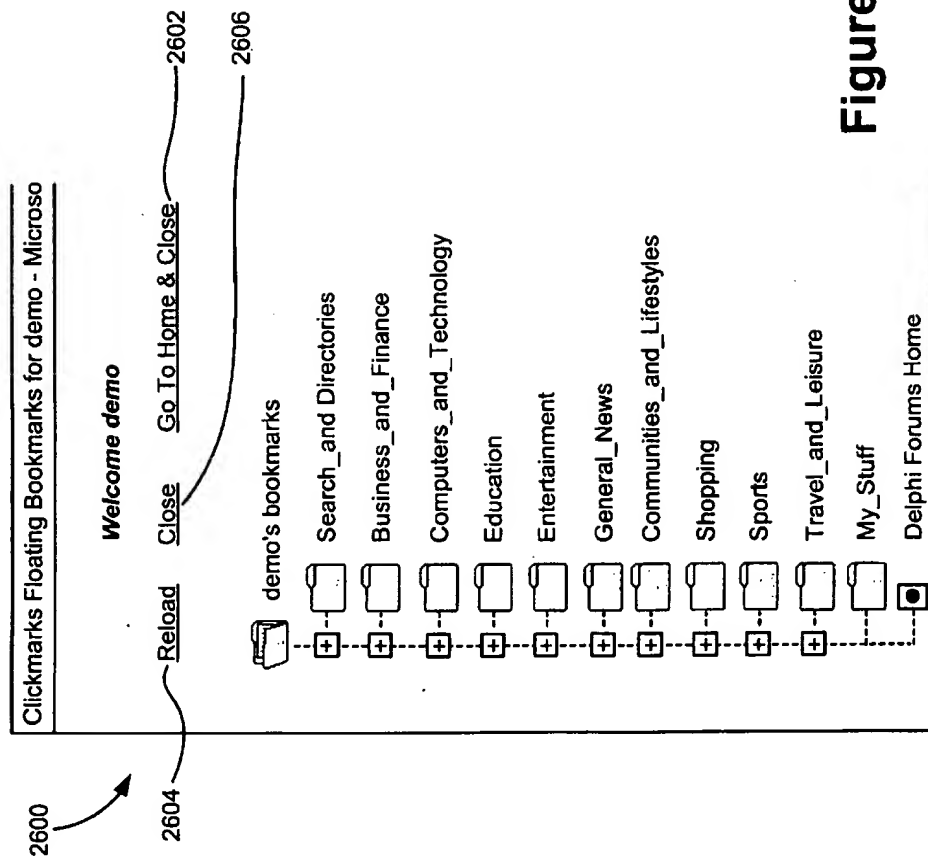 Clickmarks Floating Bookmarks for demo - Microso
2600
Welcome demo
2602
2604
Reload Close Go To Home & Close
2606
demo's bookmarks
Search_and Directories
Business_and_Finance
Computers_and_Technology
Education
Entertainment
General_News
Communities_and_Lifestyles
Shopping
Sports
Travel_and_Leisure
My_Stuff
Delphi Forums Home
Figure